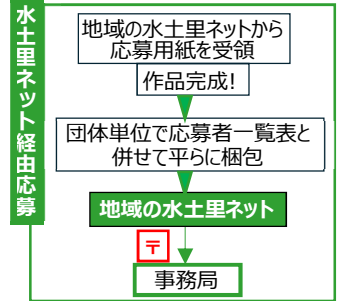 水土里ネット経由応募
地域の水土里ネットから
応募用紙を受領
作品完成!
団体単位で応募者一覧表と
併せて平らに梱包
地域の水土里ネット
〒
事務局